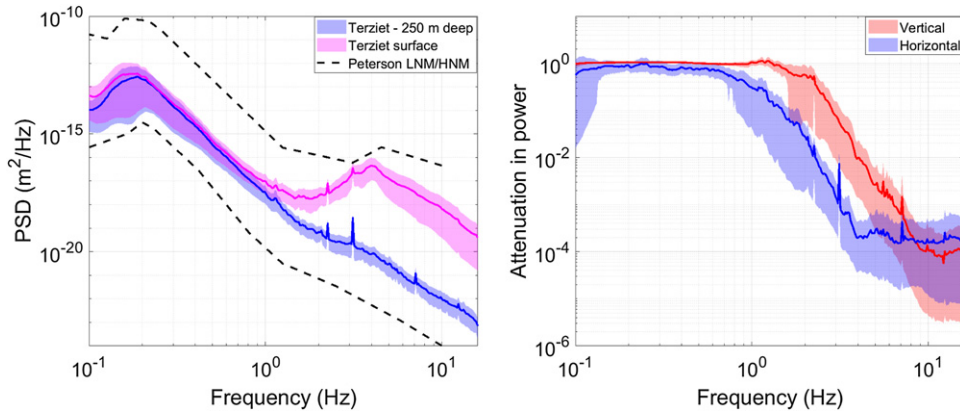 10^-10
10^-15
10^-20
PSD (m^2/Hz)
Terziet - 250 m deep
Terziet surface
Peterson LNM/HNM
10^-1
10^0
10^1
Frequency (Hz)
10^0
10^-2
10^-4
10^-6
Attenuation in power
Vertical
Horizontal
10^-1
10^0
10^1
Frequency (Hz)